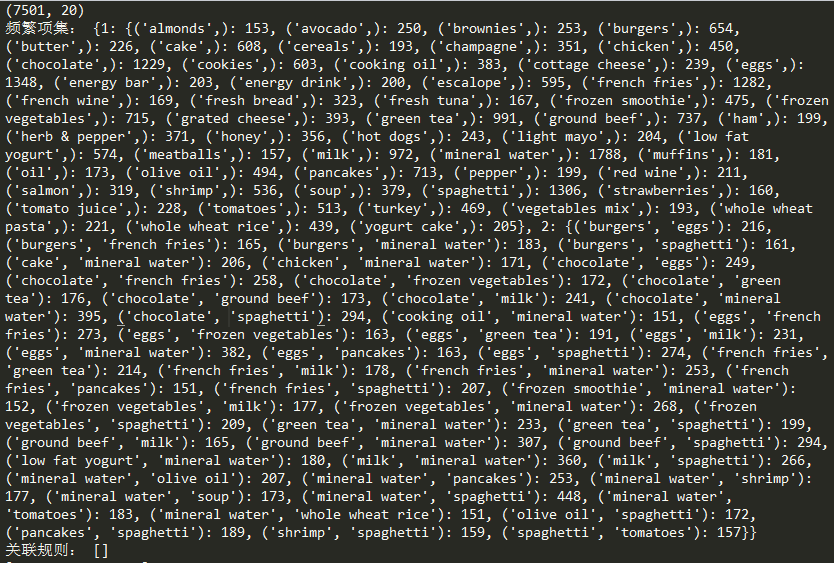 (7501, 20)
频繁项集： {1: {('almonds',): 153, ('avocado',): 250, ('brownies',): 253, ('burgers',): 654,
('butter',): 226, ('cake',): 608, ('cereals',): 193, ('champagne',): 351, ('chicken',): 450,
('chocolate',): 1229, ('cookies',): 603, ('cooking oil',): 383, ('cottage cheese',): 239, ('eggs',):
1348, ('energy bar',): 203, ('energy drink',): 200, ('escalope',): 595, ('french fries',): 1282,
('french wine',): 169, ('fresh bread',): 323, ('fresh tuna',): 167, ('frozen smoothie',): 475, ('frozen
vegetables',): 715, ('grated cheese',): 393, ('green tea',): 991, ('ground beef',): 737, ('ham',): 199,
('herb & pepper',): 371, ('honey',): 356, ('hot dogs',): 243, ('light mayo',): 204, ('low fat
yogurt',): 574, ('meatballs',): 157, ('milk',): 972, ('mineral water',): 1788, ('muffins',): 181,
('oil',): 173, ('olive oil',): 494, ('pancakes',): 713, ('pepper',): 199, ('red wine',): 211,
('salmon',): 319, ('shrimp',): 536, ('soup',): 379, ('spaghetti',): 1306, ('strawberries',): 160,
('tomato juice',): 228, ('tomatoes',): 513, ('turkey',): 469, ('vegetables mix',): 193, ('whole wheat
pasta',): 221, ('whole wheat rice',): 439, ('yogurt cake',): 205}, 2: {('burgers', 'eggs'): 216,
('burgers', 'french fries'): 165, ('burgers', 'mineral water'): 183, ('burgers', 'spaghetti'): 161,
('cake', 'mineral water'): 206, ('chicken', 'mineral water'): 171, ('chocolate', 'eggs'): 249,
('chocolate', 'french fries'): 258, ('chocolate', 'frozen vegetables'): 172, ('chocolate', 'green
tea'): 176, ('chocolate', 'ground beef'): 173, ('chocolate', 'milk'): 241, ('chocolate', 'mineral
water'): 395, ('chocolate', 'spaghetti'): 294, ('cooking oil', 'mineral water'): 151, ('eggs', 'french
fries'): 273, ('eggs', 'frozen vegetables'): 163, ('eggs', 'green tea'): 191, ('eggs', 'milk'): 231,
('eggs', 'mineral water'): 382, ('eggs', 'pancakes'): 163, ('eggs', 'spaghetti'): 274, ('french fries',
'green tea'): 214, ('french fries', 'milk'): 178, ('french fries', 'mineral water'): 253, ('french
fries', 'pancakes'): 151, ('french fries', 'spaghetti'): 207, ('frozen smoothie', 'mineral water'):
152, ('frozen vegetables', 'milk'): 177, ('frozen vegetables', 'mineral water'): 268, ('frozen
vegetables', 'spaghetti'): 209, ('green tea', 'mineral water'): 233, ('green tea', 'spaghetti'): 199,
('ground beef', 'milk'): 165, ('ground beef', 'mineral water'): 307, ('ground beef', 'spaghetti'): 294,
('low fat yogurt', 'mineral water'): 180, ('milk', 'mineral water'): 360, ('milk', 'spaghetti'): 266,
('mineral water', 'olive oil'): 207, ('mineral water', 'pancakes'): 253, ('mineral water', 'shrimp'):
177, ('mineral water', 'soup'): 173, ('mineral water', 'spaghetti'): 448, ('mineral water',
'tomatoes'): 183, ('mineral water', 'whole wheat rice'): 151, ('olive oil', 'spaghetti'): 172,
('pancakes', 'spaghetti'): 189, ('shrimp', 'spaghetti'): 159, ('spaghetti', 'tomatoes'): 157}}
关联规则： []